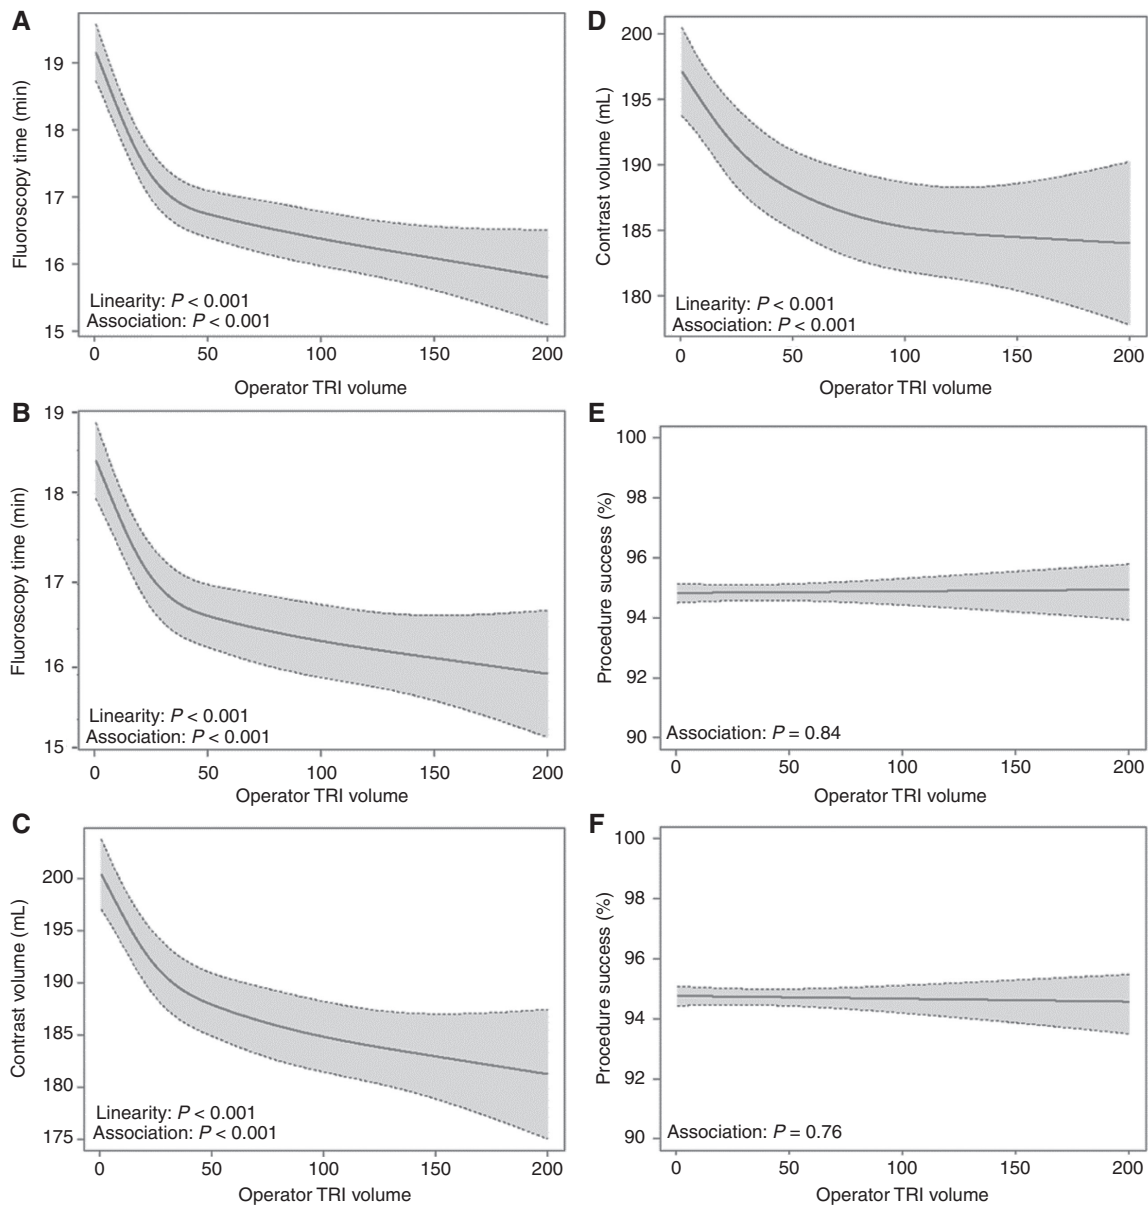 A
Fluoroscopy time (min)
19
18
17
16
15
Linearity: P < 0.001
Association: P < 0.001
0 50 100 150 200
Operator TRI volume
B
Fluoroscopy time (min)
19
18
17
16
15
Linearity: P < 0.001
Association: P < 0.001
0 50 100 150 200
Operator TRI volume
C
Contrast volume (mL)
200
195
190
185
180
175
Linearity: P < 0.001
Association: P < 0.001
0 50 100 150 200
Operator TRI volume
D
Contrast volume (mL)
200
195
190
185
180
Linearity: P < 0.001
Association: P < 0.001
0 50 100 150 200
Operator TRI volume
E
Procedure success (%)
100
98
96
94
92
90
Association: P = 0.84
0 50 100 150 200
Operator TRI volume
F
Procedure success (%)
100
98
96
94
92
90
Association: P = 0.76
0 50 100 150 200
Operator TRI volume